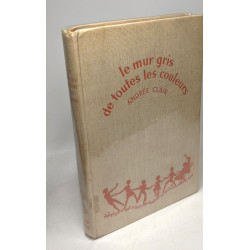 le mur gris
de toutes les couleurs
ANDRÉE CLAIR